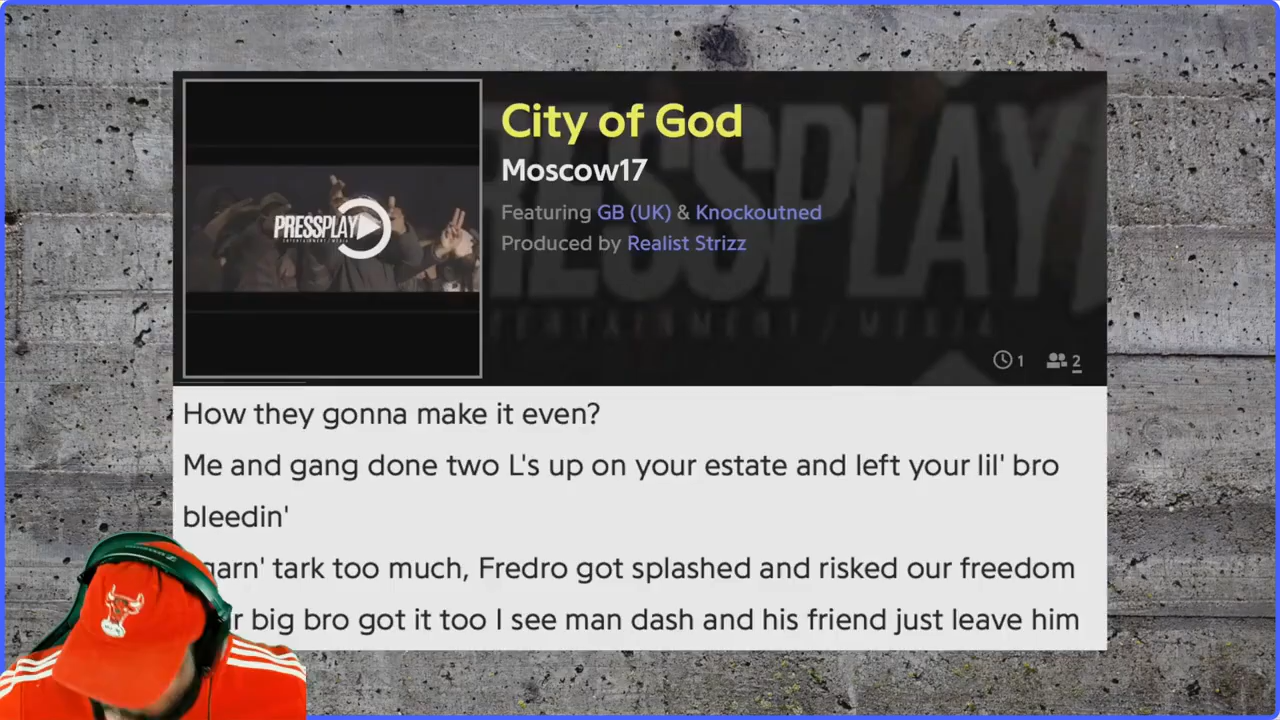 City of God
Moscow17
Featuring GB (UK) & Knockoutned
Produced by Realist Strizz
PRESSPLAY
ENTERTAINMENT / MEDIA
1 2
How they gonna make it even?
Me and gang done two L's up on your estate and left your lil' bro
bleedin'
tark too much, Fredro got splashed and risked our freedom
big bro got it too I see man dash and his friend just leave him